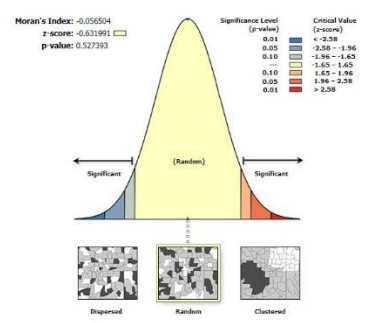 Moran's Index: -0.056504
z-score: -0.631991
p-value: 0.527393
Significance Level (p-value)
Critical Value (z-score)
0.01 < -2.58
0.05 -2.58 - -1.96
0.10 -1.96 - -1.65
--- -1.65 - 1.65
0.10 1.65 - 1.96
0.05 1.96 - 2.58
0.01 > 2.58
(Random)
Significant
Significant
Dispersed
Random
Clustered